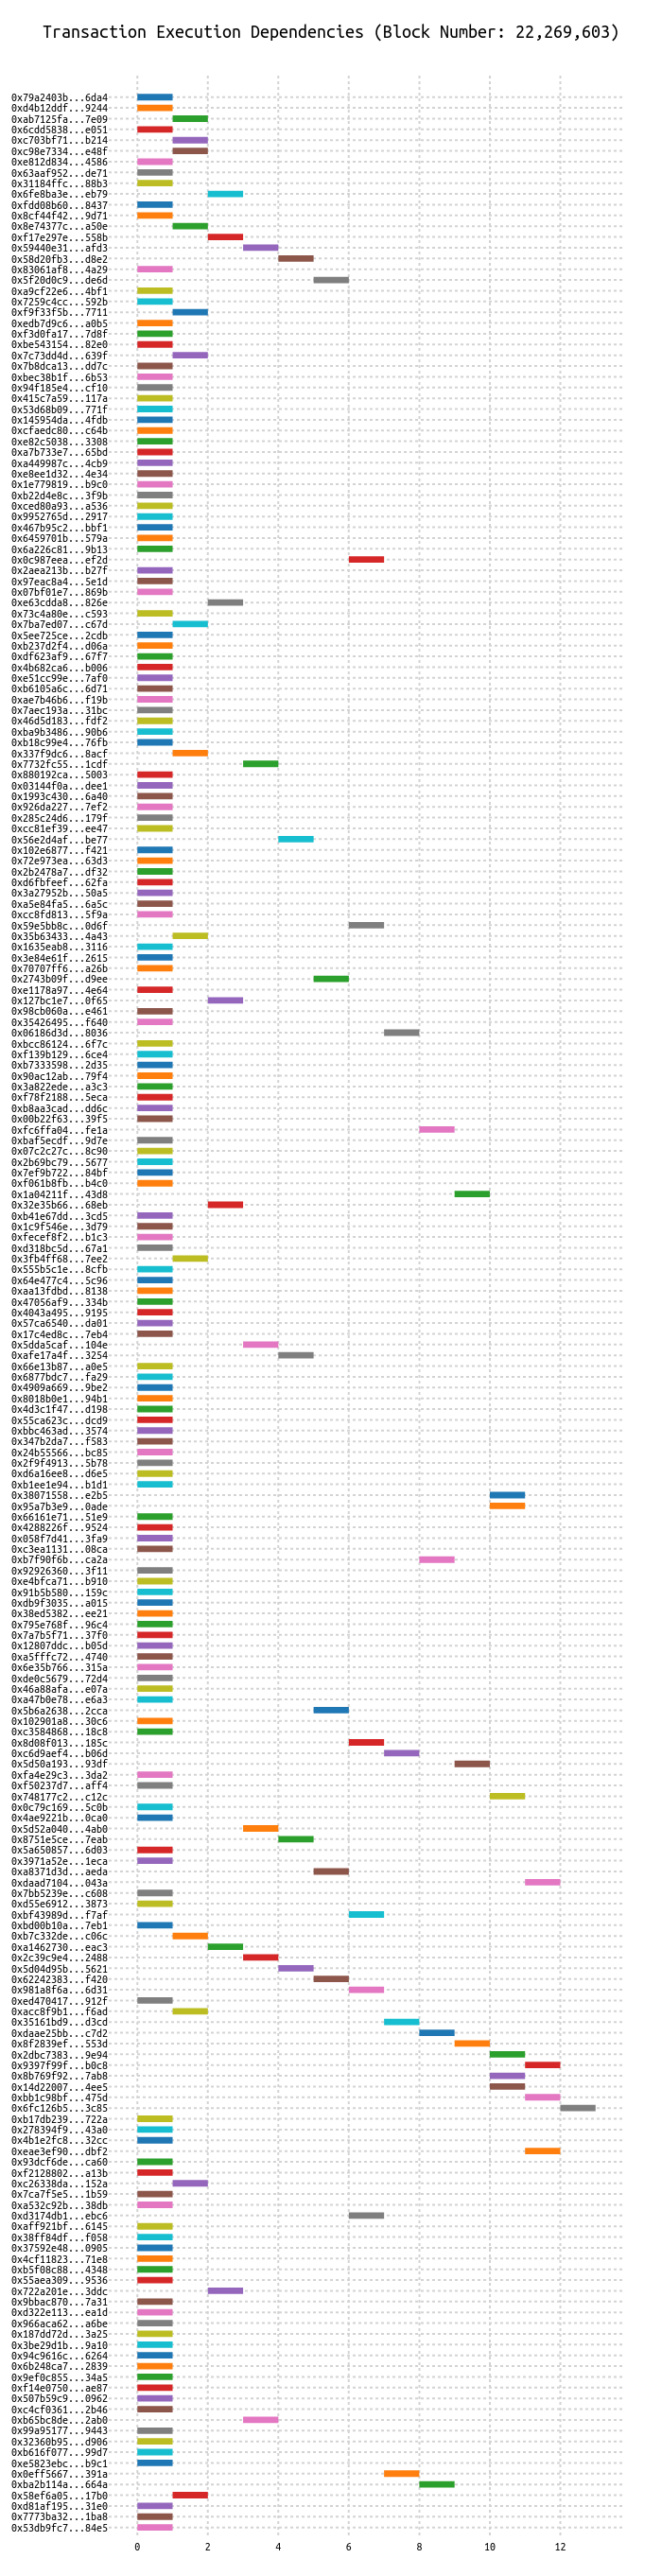 Transaction Execution Dependencies (Block Number: 22,269,603)
0x79a2403b...6da4
0xd4b12ddf...9244
0xab7125fa...7e09
0x6cdd5838...e051
0xc703bf71...b214
0xc98e7334...e48f
0xe812d834...4586
0x63aaf952...de71
0x31184ffc...88b3
0x6fe8ba3e...eb79
0xfdd08b60...8437
0x8cf44f42...9d71
0x8e74377c...a50e
0xf17e297e...558b
0x59440e31...afd3
0x58d20fb3...d8e2
0x83061af8...4a29
0x5f20d0c9...de6d
0xa9cf22e6...4bf1
0x7259c4cc...592b
0xf9f33f5b...7711
0xedb7d9c6...a0b5
0xf3d0fa17...7d8f
0xbe543154...82e0
0x7c73dd4d...639f
0x7b8dca13...dd7c
0xbec38b1f...6b53
0x94f185e4...cf10
0x415c7a59...117a
0x53d68b09...771f
0x145954da...4fdb
0xcfaedc80...c64b
0xe82c5038...3308
0xa7b733e7...65bd
0xa449987c...4cb9
0xe8ee1d32...4e34
0x1e779819...b9c0
0xb22d4e8c...3f9b
0xced80a93...a536
0x9952765d...2917
0x467b95c2...bbf1
0x6459701b...579a
0x6a226c81...9b13
0x0c987eea...ef2d
0x2aea213b...b27f
0x97eac8a4...5e1d
0x07bf01e7...869b
0xe63cdda8...826e
0x73c4a80e...c593
0x7ba7ed07...c67d
0x5ee725ce...2cdb
0xb237d2f4...d06a
0xdf623af9...67f7
0x4b682ca6...b006
0xe51cc99e...7af0
0xb6105a6c...6d71
0xae7b46b6...f19b
0x7aec193a...31bc
0x46d5d183...fdf2
0xba9b3486...90b6
0xb18c99e4...76fb
0x337f9dc6...8acf
0x7732fc55...1cdf
0x880192ca...5003
0x03144f0a...dee1
0x1993c430...6a40
0x926da227...7ef2
0x285c24d6...179f
0xcc81ef39...ee47
0x56e2d4af...be77
0x102e6877...f421
0x72e973ea...63d3
0x2b2478a7...df32
0xd6fbfeef...62fa
0x3a27952b...50a5
0xa5e84fa5...6a5c
0xcc8fd813...5f9a
0x59e5bb8c...0d6f
0x35b63433...4a43
0x1635eab8...3116
0x3e84e61f...2615
0x70707ff6...a26b
0x2743b09f...d9ee
0xe1178a97...4e64
0x127bc1e7...0f65
0x98cb060a...e461
0x35426495...f640
0x06186d3d...8036
0xbcc86124...6f7c
0xf139b129...6ce4
0xb7333598...2d35
0x90ac12ab...79f4
0x3a822ede...a3c3
0xf78f2188...5eca
0xb8aa3cad...dd6c
0x00b22f63...39f5
0xfc6ffa04...fe1a
0xbaf5ecdf...9d7e
0x07c2c27c...8c90
0x2b69bc79...5677
0x7ef9b722...84bf
0xf061b8fb...b4c0
0x1a04211f...43d8
0x32e35b66...68eb
0xb41e67dd...3cd5
0x1c9f546e...3d79
0xfecef8f2...b1c3
0xd318bc5d...67a1
0x3fb4ff68...7ee2
0x555b5c1e...8cfb
0x64e477c4...5c96
0xaa13fdbd...8138
0x47056af9...334b
0x4043a495...9195
0x57ca6540...da01
0x17c4ed8c...7eb4
0x5dda5caf...104e
0xafe17a4f...3254
0x66e13b87...a0e5
0x6877bdc7...fa29
0x4909a669...9be2
0x8018b0e1...94b1
0x4d3c1f47...d198
0x55ca623c...dcd9
0xbbc463ad...3574
0x347b2da7...f583
0x24b55566...bc85
0x2f9f4913...5b78
0xd6a16ee8...d6e5
0xb1ee1e94...b1d1
0x38071558...e2b5
0x95a7b3e9...0ade
0x66161e71...51e9
0x4288226f...9524
0x058f7d41...3fa9
0xc3ea1131...08ca
0xb7f90f6b...ca2a
0x92926360...3f11
0xe4bfca71...b910
0x91b5b580...159c
0xdb9f3035...a015
0x38ed5382...ee21
0x795e768f...96c4
0x7a7b5f71...37f0
0x12807ddc...b05d
0xa5fffc72...4740
0x6e35b766...315a
0xde0c5679...72d4
0x46a88afa...e07a
0xa47b0e78...e6a3
0x5b6a2638...2cca
0x102901a8...30c6
0xc3584868...18c8
0x8d08f013...185c
0xc6d9aef4...b06d
0x5d50a193...93df
0xfa4e29c3...3da2
0xf50237d7...aff4
0x748177c2...c12c
0x0c79c169...5c0b
0x4ae9221b...0ca0
0x5d52a040...4ab0
0x8751e5ce...7eab
0x5a650857...6d03
0x3971a52e...1eca
0xa8371d3d...aeda
0xdaad7104...043a
0x7bb5239e...c608
0xd55e6912...3873
0xbf43989d...f7af
0xbd00b10a...7eb1
0xb7c332de...c06c
0xa1462730...eac3
0x2c39c9e4...2488
0x5d04d95b...5621
0x62242383...f420
0x981a8f6a...6d31
0xed470417...912f
0xacc8f9b1...f6ad
0x35161bd9...d3cd
0xdaae25bb...c7d2
0x8f2839ef...553d
0x2dbc7383...9e94
0x9397f99f...b0c8
0x8b769f92...7ab8
0x14d22007...4ee5
0xbb1c98bf...475d
0x6fc126b5...3c85
0xb17db239...722a
0x278394f9...43a0
0x4b1e2fc8...32cc
0xeae3ef90...dbf2
0x93dcf6de...ca60
0xf2128802...a13b
0xc26338da...152a
0x7ca7f5e5...1b59
0xa532c92b...38db
0xd3174db1...ebc6
0xaff921bf...6145
0x38ff84df...f058
0x37592e48...0905
0x4cf11823...71e8
0xb5f08c88...4348
0x55aea309...9536
0x722a201e...3ddc
0x9bbac870...7a31
0xd322e113...ea1d
0x966aca62...a6be
0x187dd72d...3a25
0x3be29d1b...9a10
0x94c9616c...6264
0x6b248ca7...2839
0x9ef0c855...34a5
0xf14e0750...ae87
0x507b59c9...0962
0xc4cf0361...2b46
0xb65bc8de...2ab0
0x99a95177...9443
0x32360b95...d906
0xb616f077...99d7
0xe5823ebc...b9c1
0x0eff5667...391a
0xba2b114a...664a
0x58ef6a05...17b0
0xd81af195...31e0
0x7773ba32...1ba8
0x53db9fc7...84e5
0 2 4 6 8 10 12